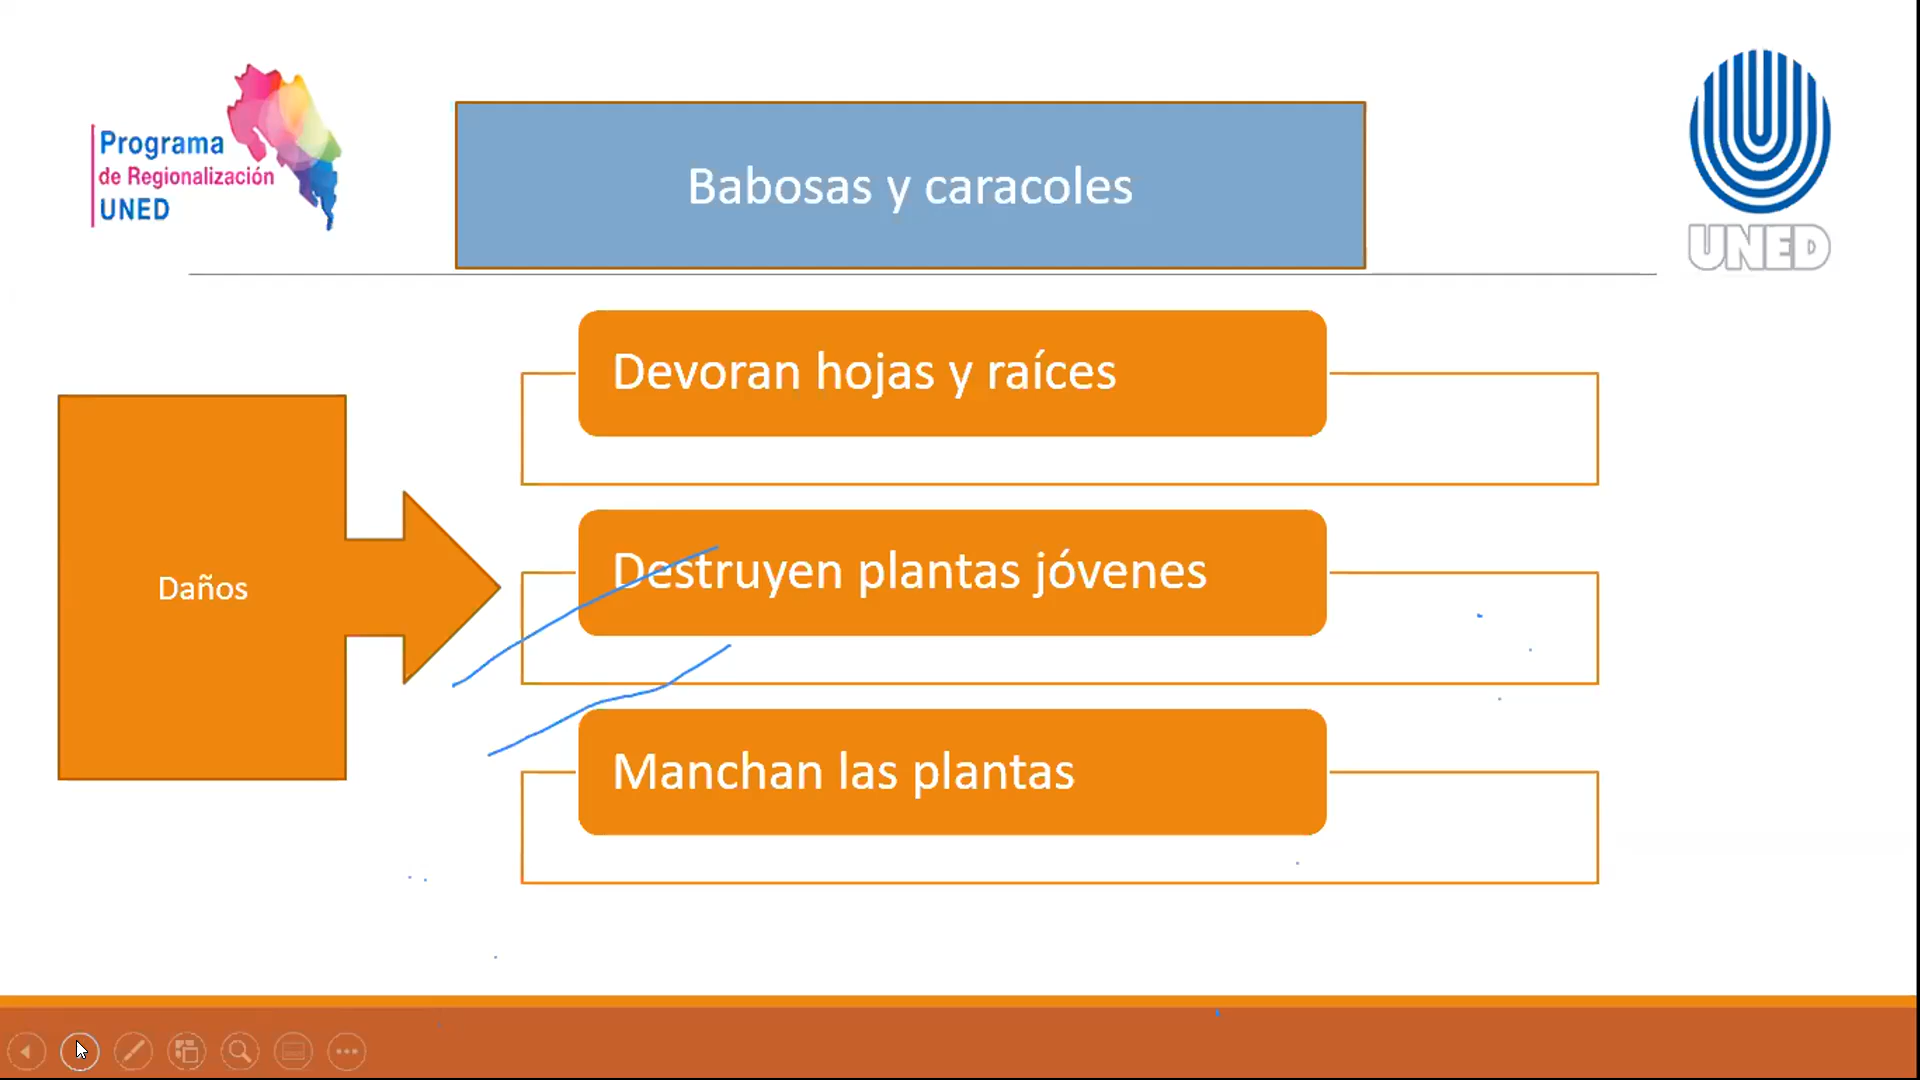 Programa
de Regionalización
UNED
Babosas y caracoles
UNED
Devoran hojas y raíces
Daños
Destruyen plantas jóvenes
Manchan las plantas